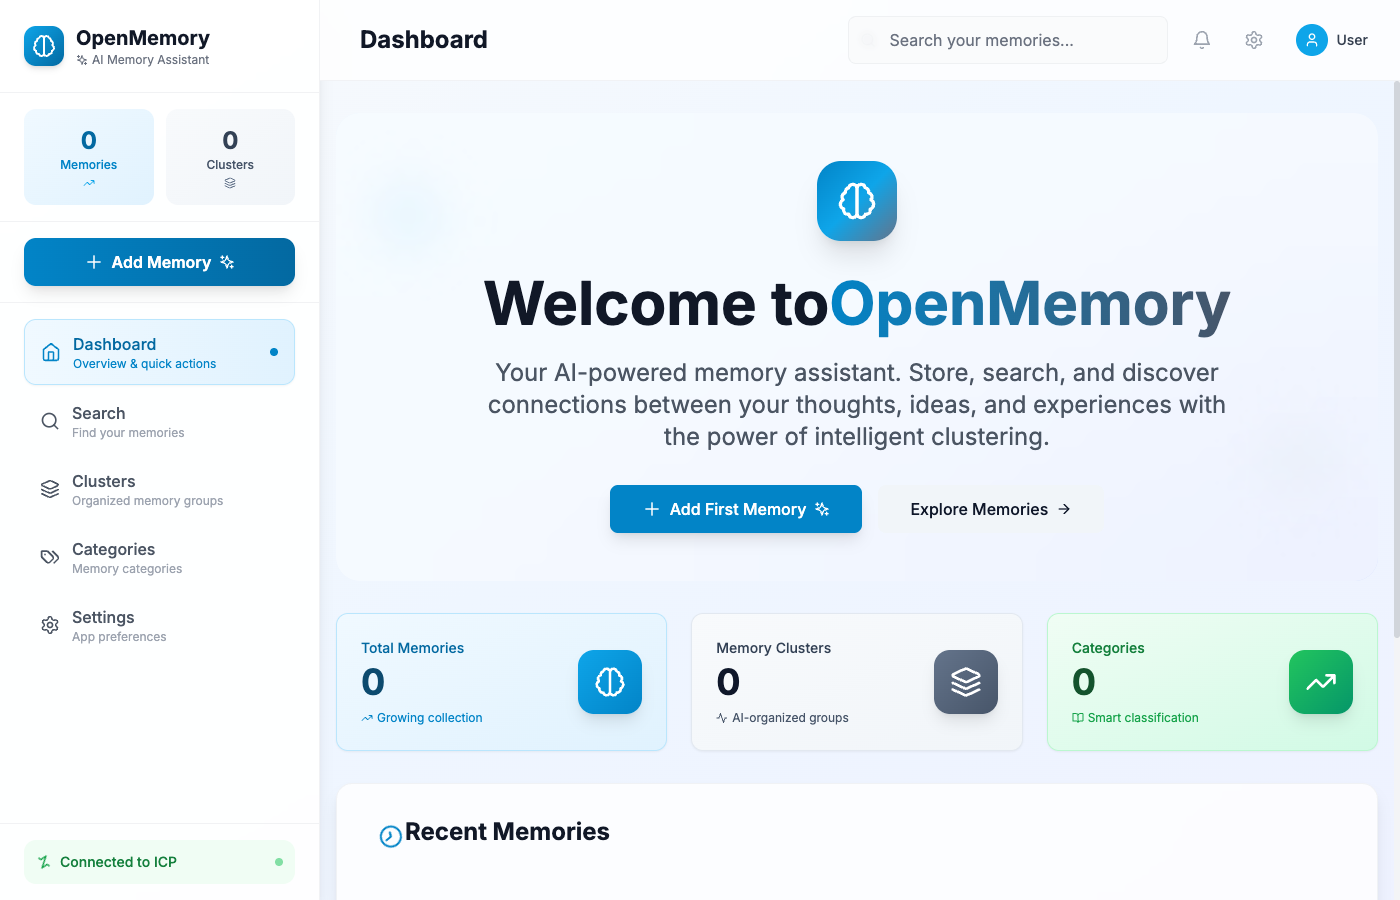 OpenMemory
AI Memory Assistant
0
Memories
0
Clusters
Add Memory
Dashboard
Overview & quick actions
Search
Find your memories
Clusters
Organized memory groups
Categories
Memory categories
Settings
App preferences
Connected to ICP
Dashboard
Search your memories...
User
Welcome toOpenMemory
Your AI-powered memory assistant. Store, search, and discover
connections between your thoughts, ideas, and experiences with
the power of intelligent clustering.
Add First Memory
Explore Memories
Total Memories
0
Growing collection
Memory Clusters
0
AI-organized groups
Categories
0
Smart classification
Recent Memories